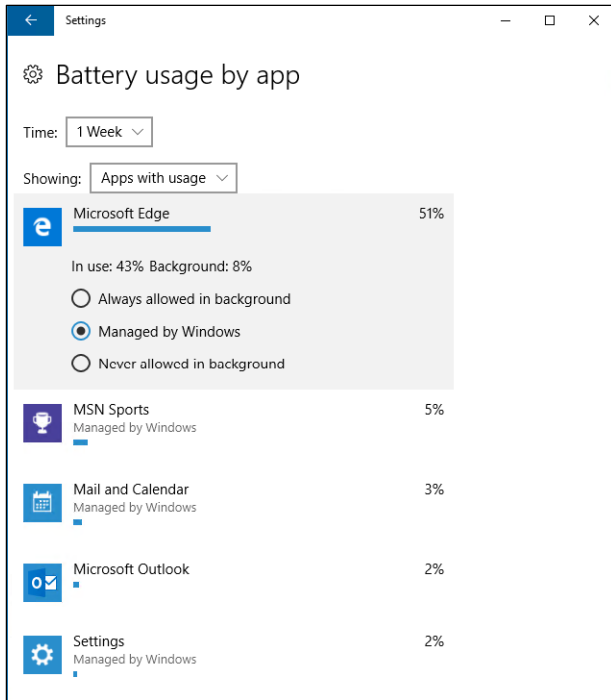 Settings
Battery usage by app
Time: 1 Week
Showing: Apps with usage
Microsoft Edge 51%
In use: 43% Background: 8%
Always allowed in background
Managed by Windows
Never allowed in background
MSN Sports 5%
Managed by Windows
Mail and Calendar 3%
Managed by Windows
Microsoft Outlook 2%
Settings 2%
Managed by Windows